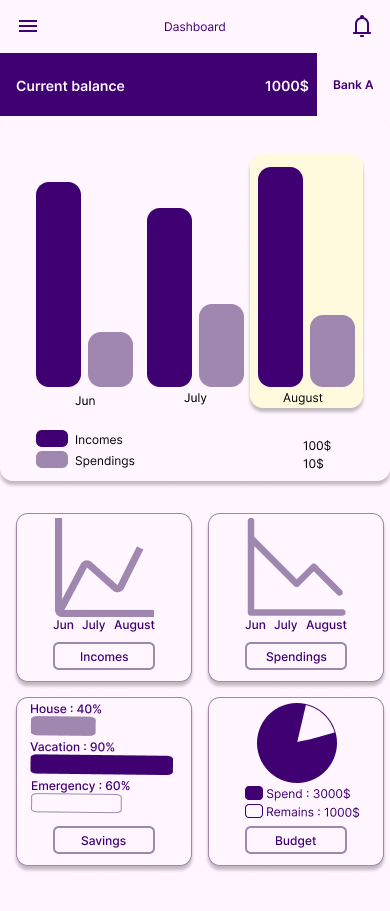 Dashboard
Current balance 1000$ Bank A
Jun July August
Incomes 100$
Spendings 10$
Jun July August
Incomes
Jun July August
Spendings
House : 40%
Vacation : 90%
Emergency : 60%
Savings
Spend : 3000$
Remains : 1000$
Budget